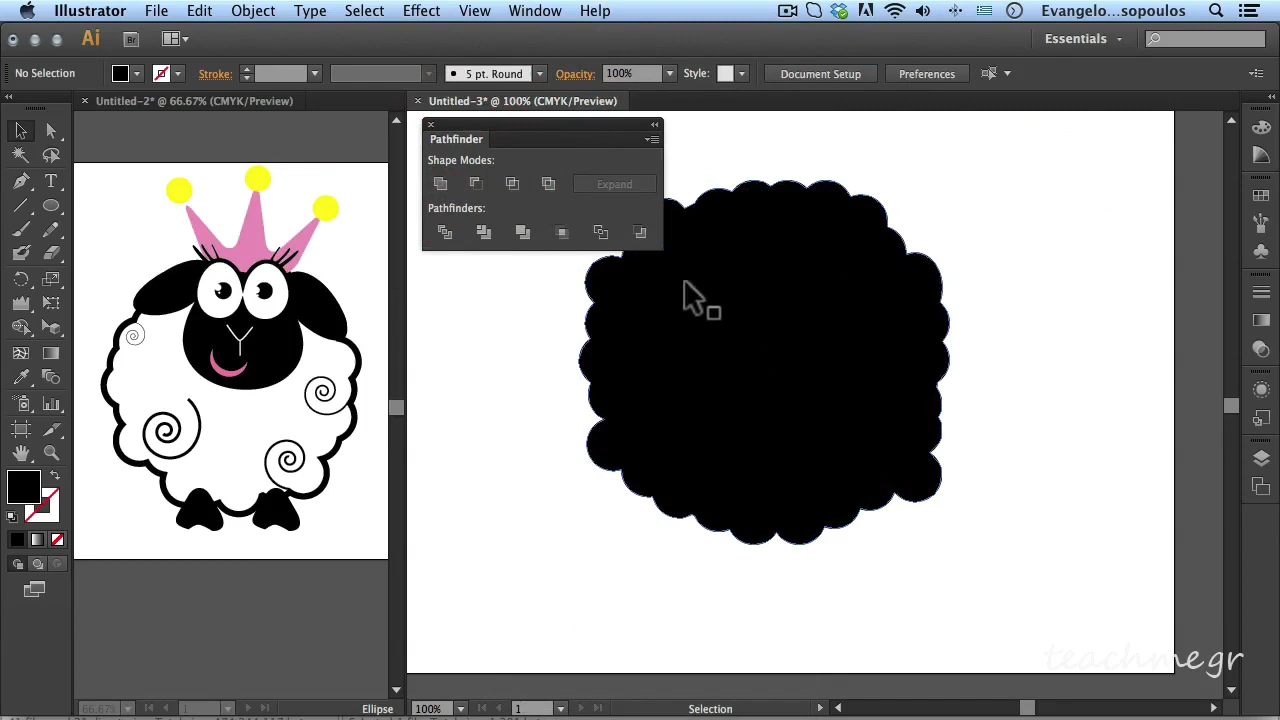 Illustrator File Edit Object Type Select Effect View Window Help Evangelo...sopoulos
Ai Br Essentials
No Selection Stroke: 5 pt. Round Opacity: 100% Style: Document Setup Preferences
Untitled-2* @ 66.67% (CMYK/Preview) Untitled-3* @ 100% (CMYK/Preview)
Pathfinder
Shape Modes:
Expand
Pathfinders:
teachme.gr
66.67% 1 Ellipse 100% 1 Selection